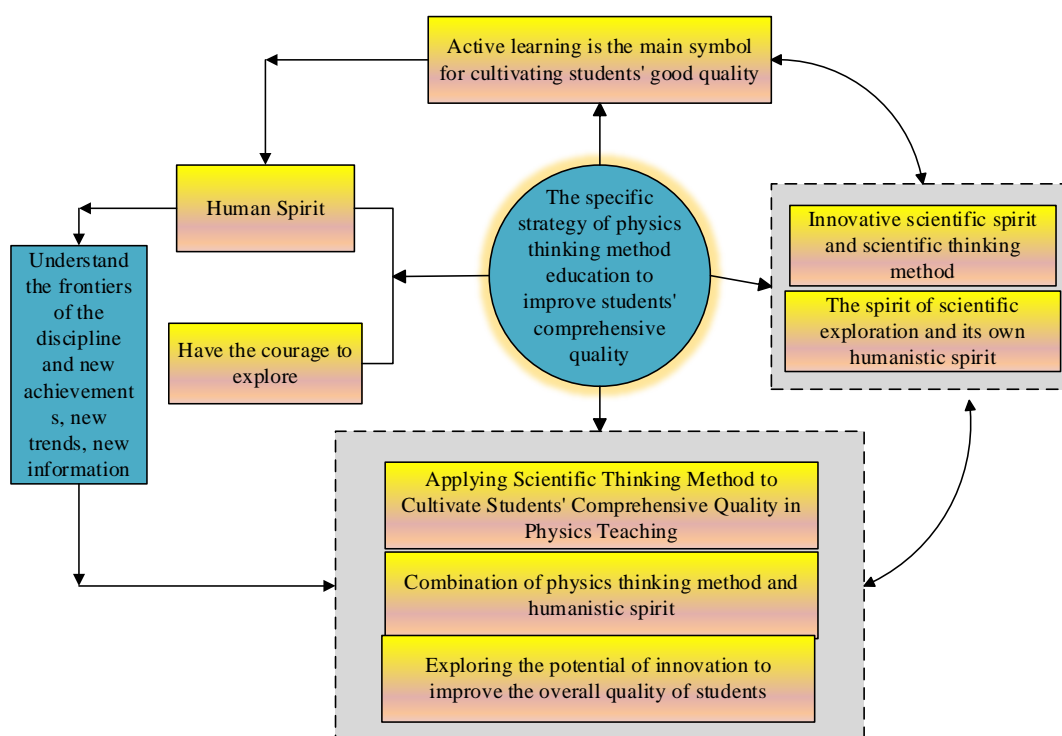 Active learning is the main symbol
for cultivating students' good quality
Human Spirit
The specific
strategy of physics
thinking method
education to
improve students'
comprehensive
quality
Innovative scientific spirit
and scientific thinking
method
The spirit of scientific
exploration and its own
humanistic spirit
Understand
the frontiers
of the
discipline
and new
achievement
s, new
trends, new
information
Have the courage to
explore
Applying Scientific Thinking Method to
Cultivate Students' Comprehensive Quality in
Physics Teaching
Combination of physics thinking method and
humanistic spirit
Exploring the potential of innovation to
improve the overall quality of students